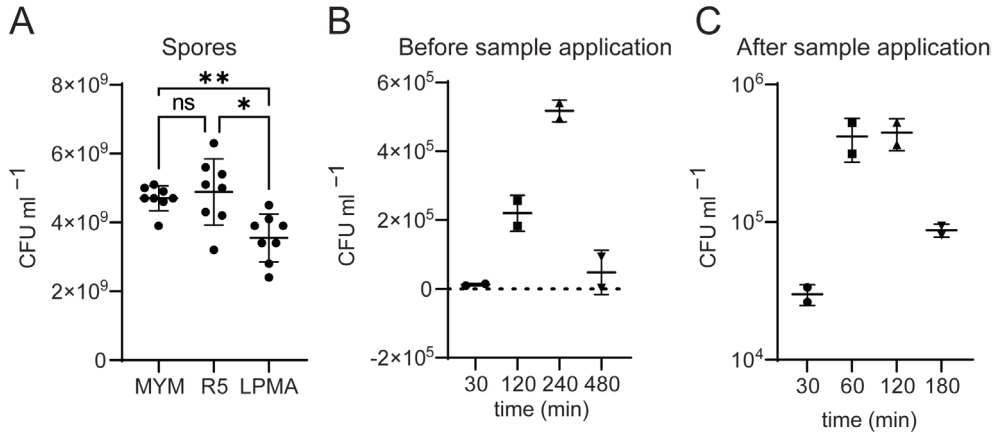 A
Spores
CFU ml⁻¹
8×10⁹
6×10⁹
4×10⁹
2×10⁹
0
**
ns
*
MYM R5 LPMA
B
Before sample application
CFU ml⁻¹
6×10⁵
4×10⁵
2×10⁵
0
-2×10⁵
30 120 240 480
time (min)
C
After sample application
CFU ml⁻¹
10⁶
10⁵
10⁴
30 60 120 180
time (min)